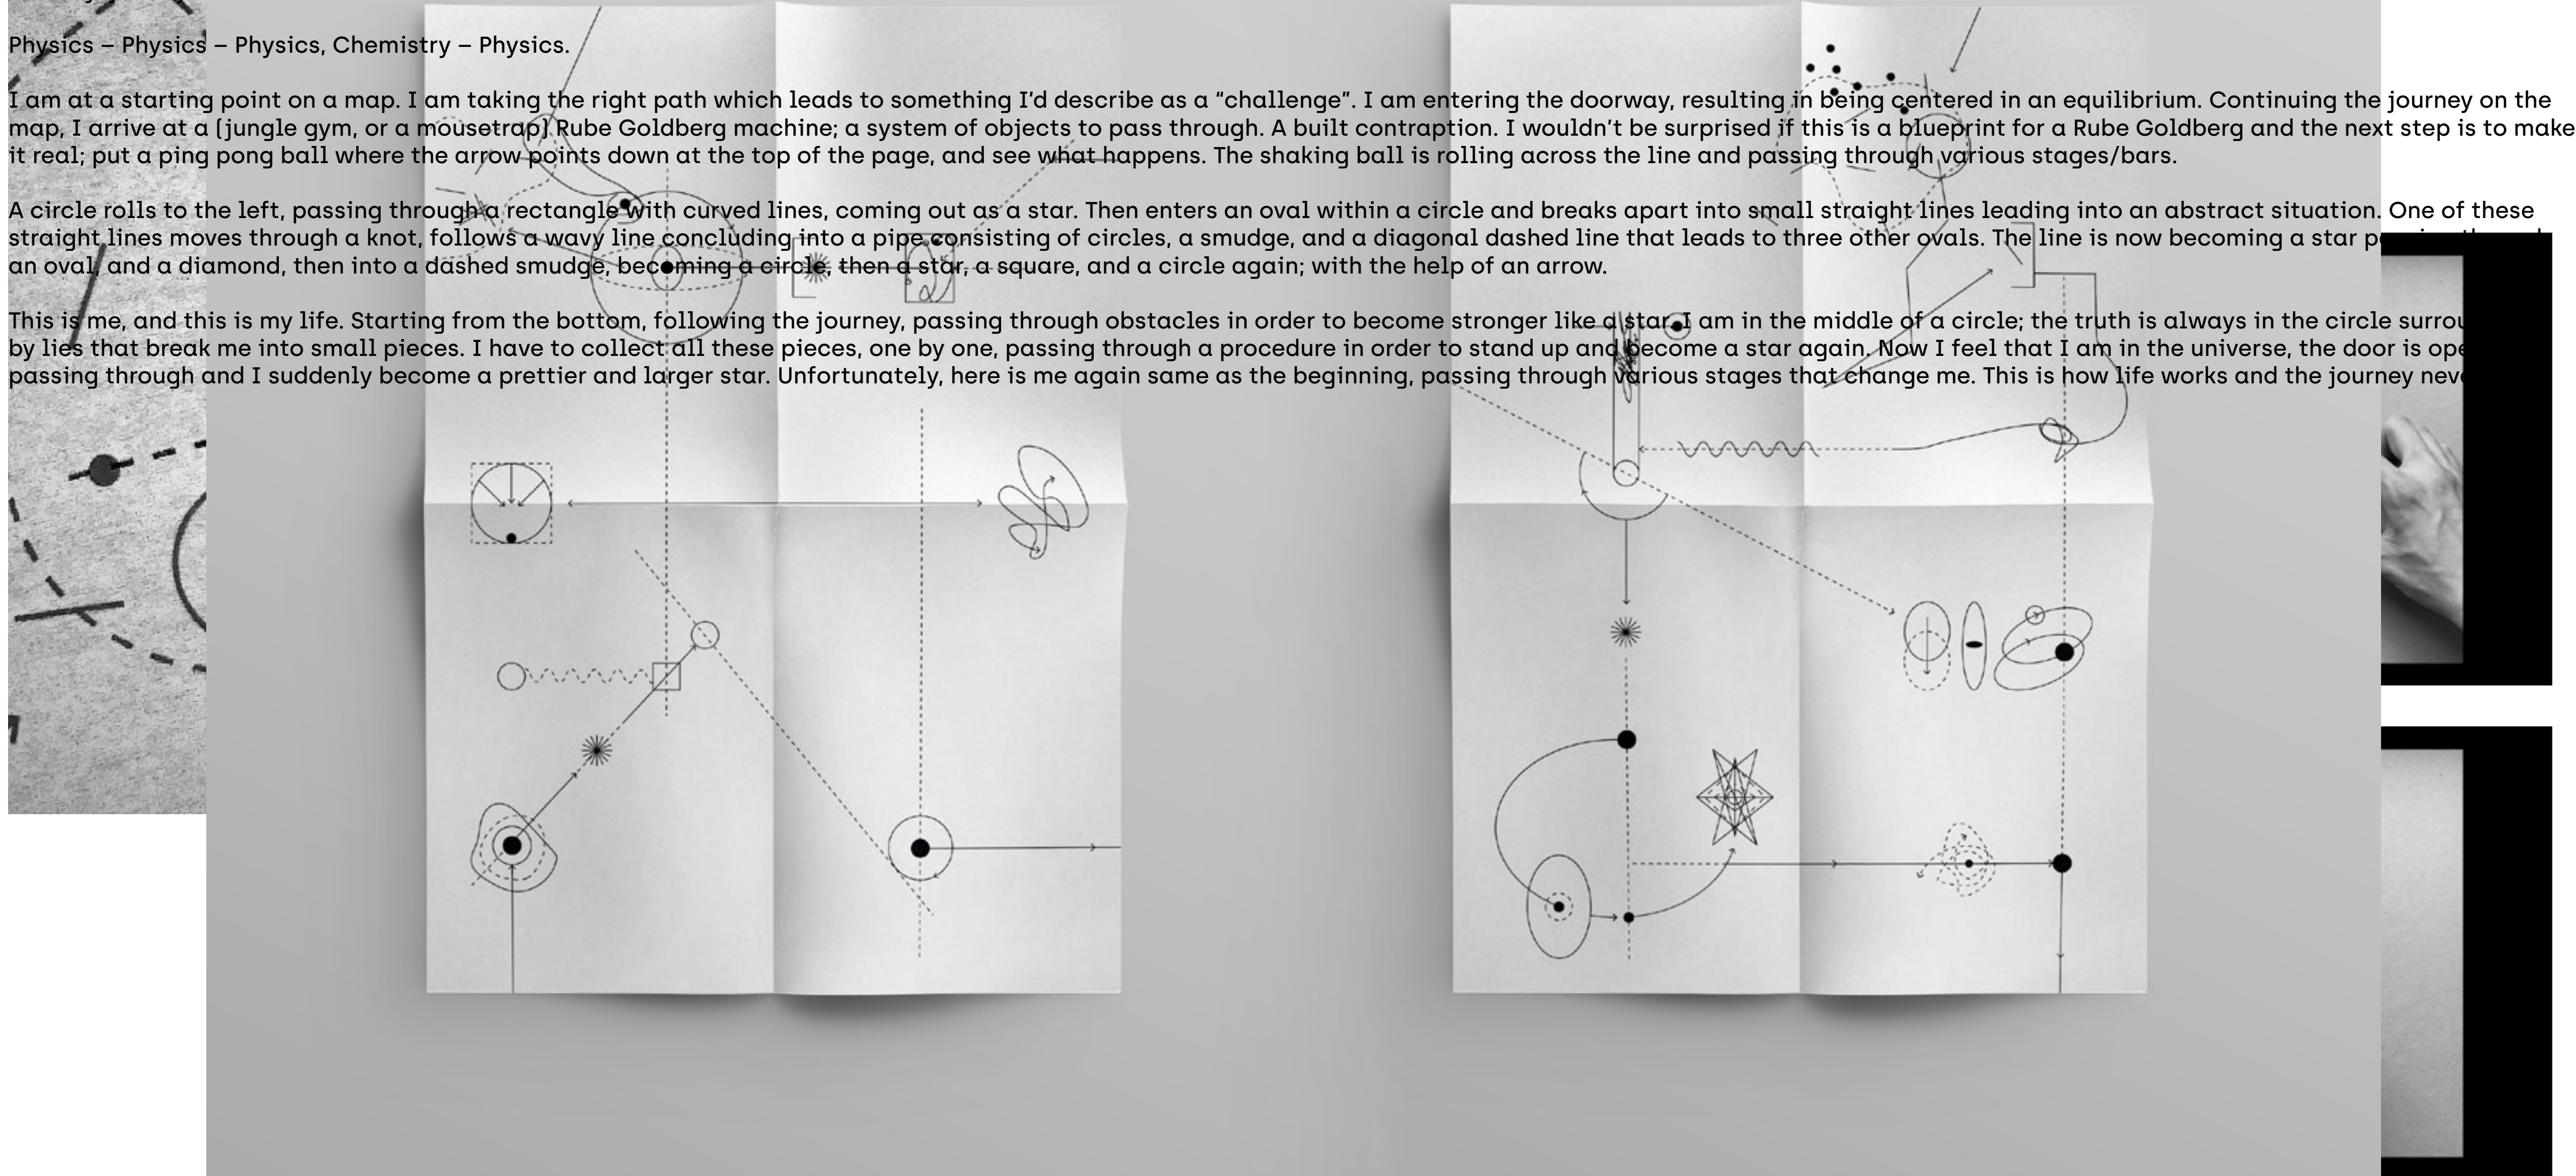 Physics – Physics – Physics, Chemistry – Physics.
I am at a starting point on a map. I am taking the right path which leads to something I’d describe as a “challenge”. I am entering the doorway, resulting in being centered in an equilibrium. Continuing the journey on the
map, I arrive at a (jungle gym, or a mousetrap) Rube Goldberg machine; a system of objects to pass through. A built contraption. I wouldn’t be surprised if this is a blueprint for a Rube Goldberg and the next step is to make
it real; put a ping pong ball where the arrow points down at the top of the page, and see what happens. The shaking ball is rolling across the line and passing through various stages/bars.
A circle rolls to the left, passing through a rectangle with curved lines, coming out as a star. Then enters an oval within a circle and breaks apart into small straight lines leading into an abstract situation. One of these
straight lines moves through a knot, follows a wavy line concluding into a pipe consisting of circles, a smudge, and a diagonal dashed line that leads to three other ovals. The line is now becoming a star
an oval, and a diamond, then into a dashed smudge, becoming a circle, then a star, a square, and a circle again; with the help of an arrow.
This is me, and this is my life. Starting from the bottom, following the journey, passing through obstacles in order to become stronger like a star. I am in the middle of a circle; the truth is always in the circle
by lies that break me into small pieces. I have to collect all these pieces, one by one, passing through a procedure in order to stand up and become a star again. Now I feel that I am in the universe, the door is
passing through and I suddenly become a prettier and larger star. Unfortunately, here is me again same as the beginning, passing through various stages that change me. This is how life works and the journey